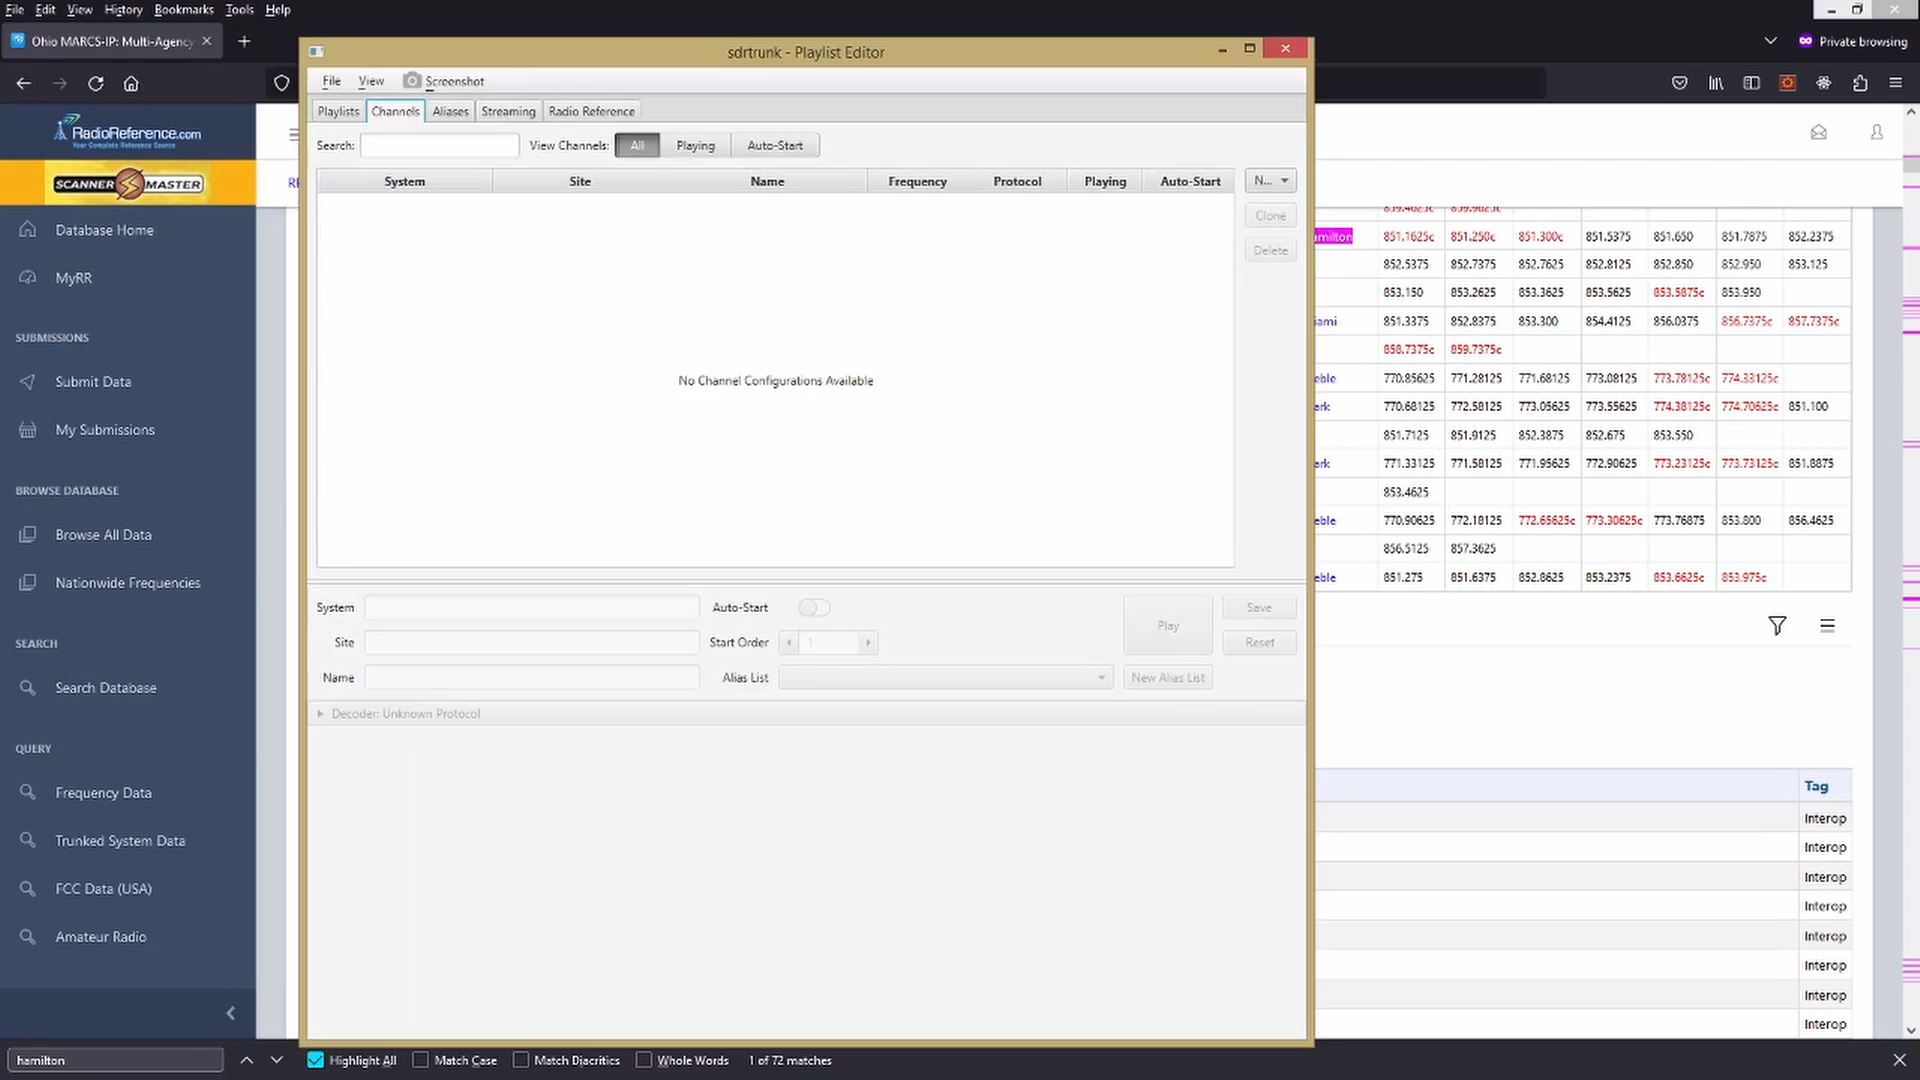 File Edit View History Bookmarks Tools Help
Ohio MARCS-IP: Multi-Agency
Private browsing
sdrtrunk - Playlist Editor
File View Screenshot
Playlists Channels Aliases Streaming Radio Reference
Search: View Channels: All Playing Auto-Start
System Site Name Frequency Protocol Playing Auto-Start N...
Clone
Delete
No Channel Configurations Available
System Auto-Start Play Save
Site Start Order 1 Reset
Name Alias List New Alias List
Decoder: Unknown Protocol
RadioReference.com
Your Complete Reference Source
SCANNER MASTER
Database Home
MyRR
SUBMISSIONS
Submit Data
My Submissions
BROWSE DATABASE
Browse All Data
Nationwide Frequencies
SEARCH
Search Database
QUERY
Frequency Data
Trunked System Data
FCC Data (USA)
Amateur Radio
amilton 851.1625c 851.250c 851.300c 851.5375 851.650 851.7875 852.2375
852.5375 852.7375 852.7625 852.8125 852.850 852.950 853.125
853.150 853.2625 853.3625 853.5625 853.5875c 853.950
iami 851.3375 852.8375 853.300 854.4125 856.0375 856.7375c 857.7375c
858.7375c 859.7375c
eble 770.85625 771.28125 771.68125 773.08125 773.78125c 774.33125c
ark 770.68125 772.58125 773.05625 773.55625 774.38125c 774.70625c 851.100
851.7125 851.9125 852.3875 852.675 853.550
ark 771.33125 771.58125 771.95625 772.90625 773.23125c 773.73125c 851.8875
853.4625
eble 770.90625 772.18125 772.65625c 773.30625c 773.76875 853.800 856.4625
856.5125 857.3625
eble 851.275 851.6375 852.8625 853.2375 853.6625c 853.975c
Tag
Interop
Interop
Interop
Interop
Interop
Interop
Interop
Interop
hamilton Highlight All Match Case Match Diacritics Whole Words 1 of 72 matches